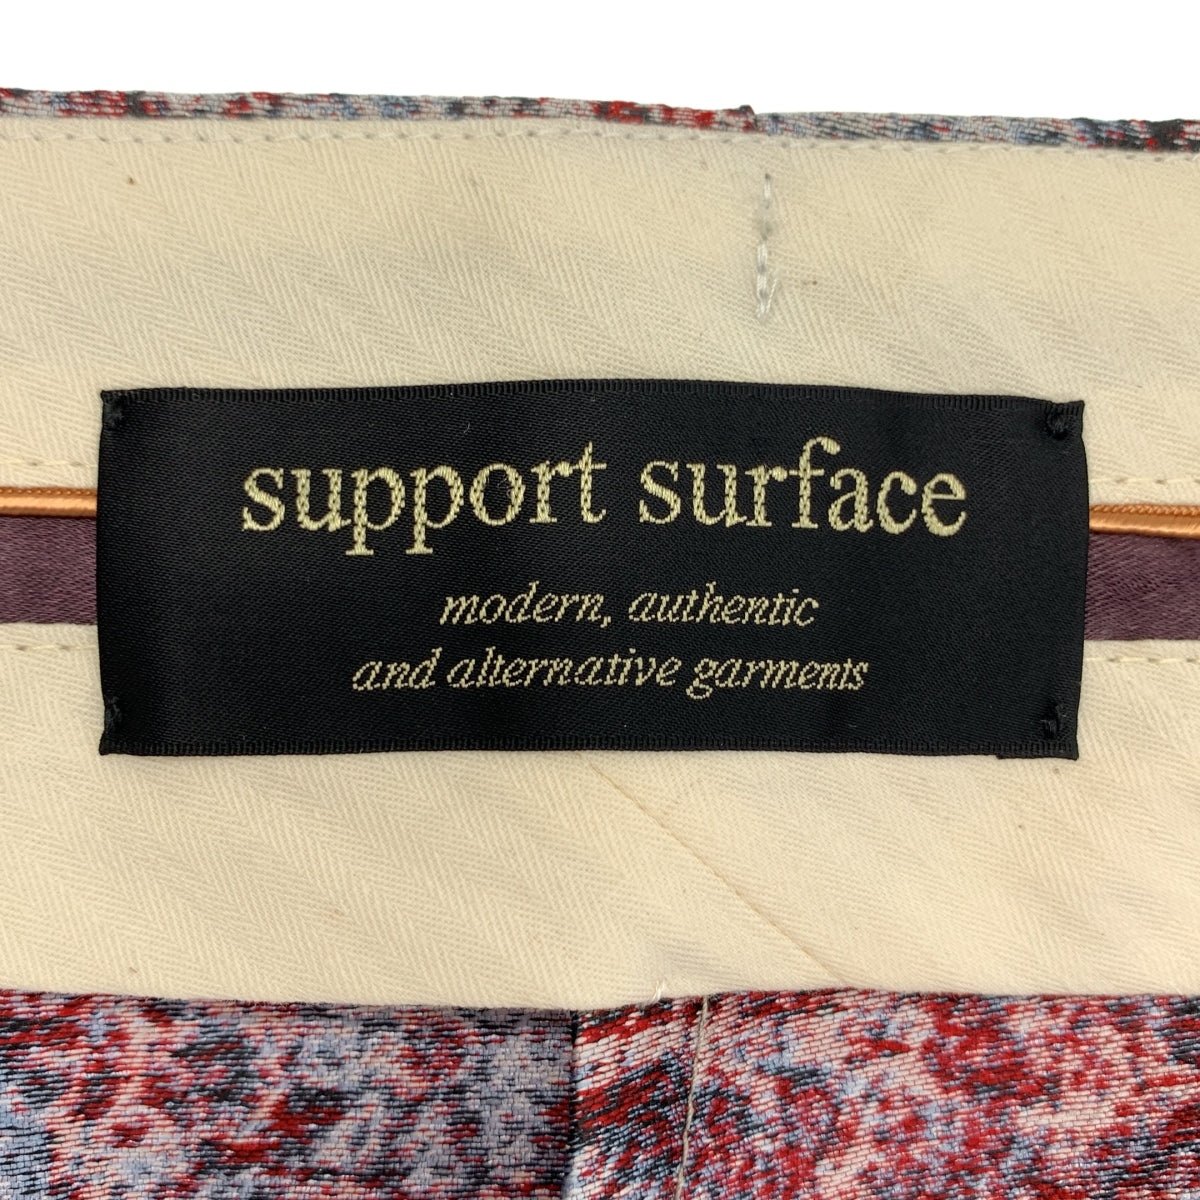 support surface
modern, authentic
and alternative garments